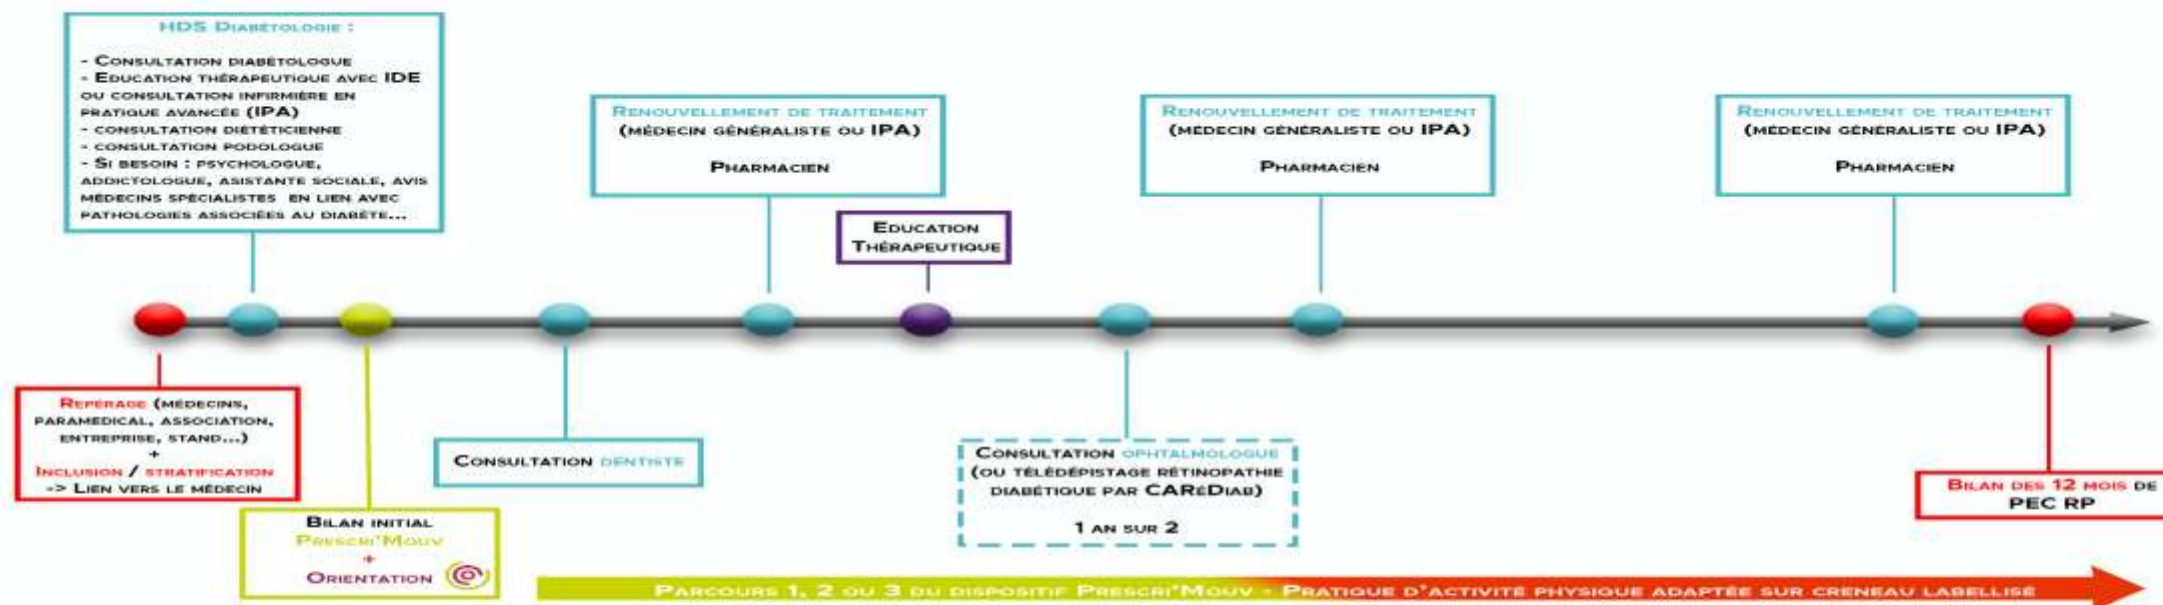 HDS Diabétologie :
- Consultation diabétologue
- Education thérapeutique avec IDE
ou consultation infirmière en
pratique avancée (IPA)
- consultation diététicienne
- consultation podologue
- Si besoin : psychologue,
addictologue, asistante sociale, avis
médecins spécialistes en lien avec
pathologies associées au diabète...
Renouvellement de traitement
(médecin généraliste ou IPA)
Pharmacien
Education
Thérapeutique
Renouvellement de traitement
(médecin généraliste ou IPA)
Pharmacien
Renouvellement de traitement
(médecin généraliste ou IPA)
Pharmacien
Repérage (médecins,
paramedical, association,
entreprise, stand...)
+
Inclusion / stratification
-> Lien vers le médecin
Bilan initial
Prescri'Mouv
+
Orientation
Consultation dentiste
Consultation ophtalmologue
(ou télédépistage rétinopathie
diabétique par CARéDiab)
1 an sur 2
Bilan des 12 mois de
PEC RP
Parcours 1, 2 ou 3 du dispositif Prescri'Mouv - Pratique d'activité physique adaptée sur creneau labellisé